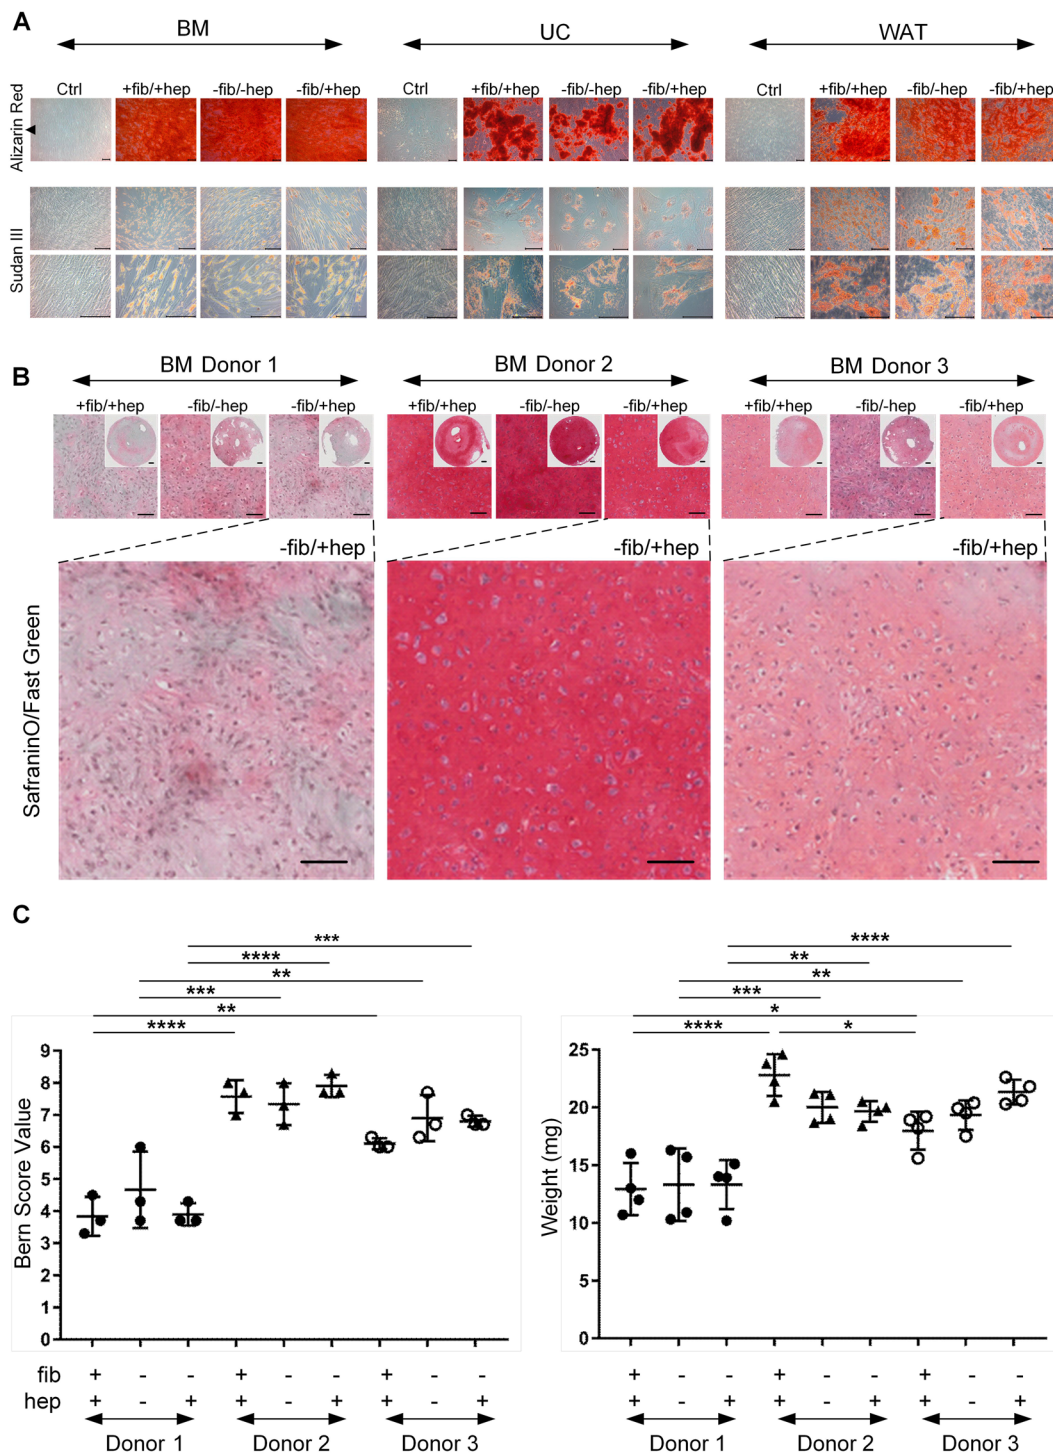 A
BM UC WAT
Alizarin Red
Ctrl +fib/+hep -fib/-hep -fib/+hep Ctrl +fib/+hep -fib/-hep -fib/+hep Ctrl +fib/+hep -fib/-hep -fib/+hep
Sudan III
B
BM Donor 1 BM Donor 2 BM Donor 3
+fib/+hep -fib/-hep -fib/+hep +fib/+hep -fib/-hep -fib/+hep +fib/+hep -fib/-hep -fib/+hep
-fib/+hep -fib/+hep -fib/+hep
SafraninO/Fast Green
C
***
****
**
***
**
****
Bern Score Value
9
8
7
6
5
4
3
2
1
0
fib + - - + - - + - -
hep + - + + - + + - +
Donor 1 Donor 2 Donor 3
****
**
**
***
*
**** *
Weight (mg)
25
20
15
10
5
0
+ - - + - - + - -
+ - + + - + + - +
Donor 1 Donor 2 Donor 3